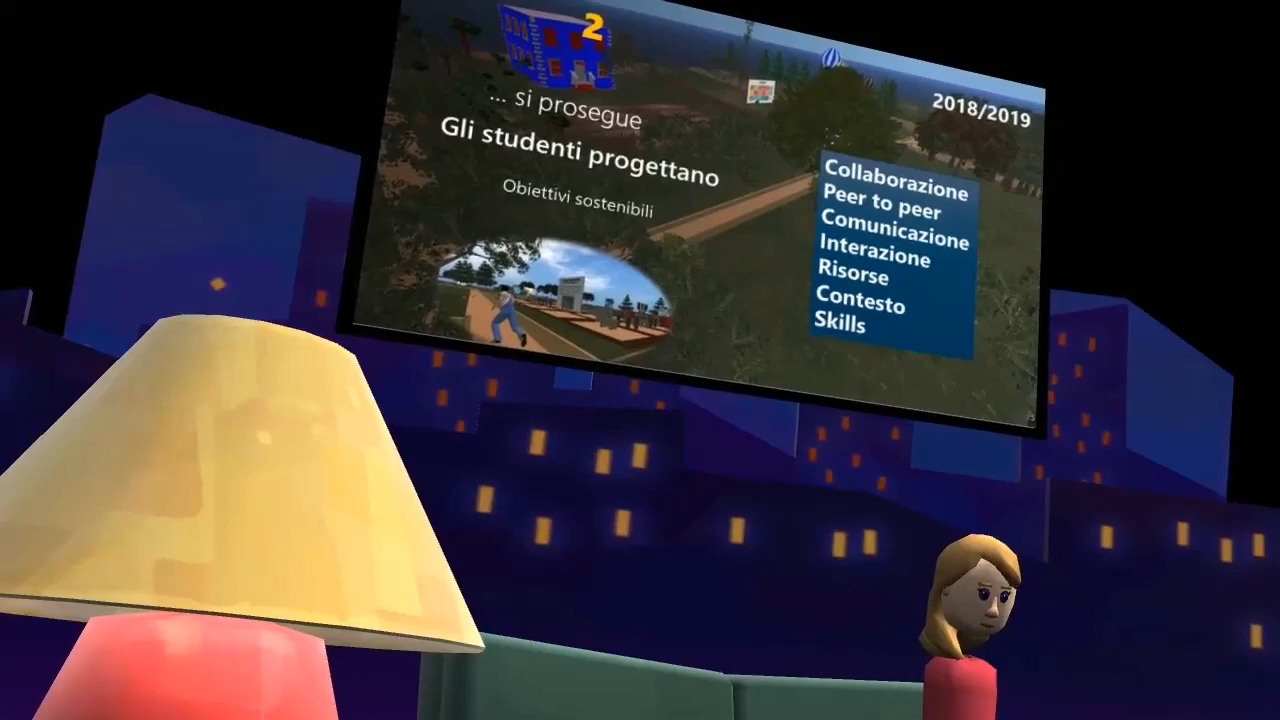 2
... si prosegue
Gli studenti progettano
Obiettivi sostenibili
2018/2019
Collaborazione
Peer to peer
Comunicazione
Interazione
Risorse
Contesto
Skills